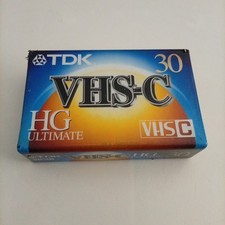 TDK 30
VHS-C
HG
ULTIMATE
VHS C